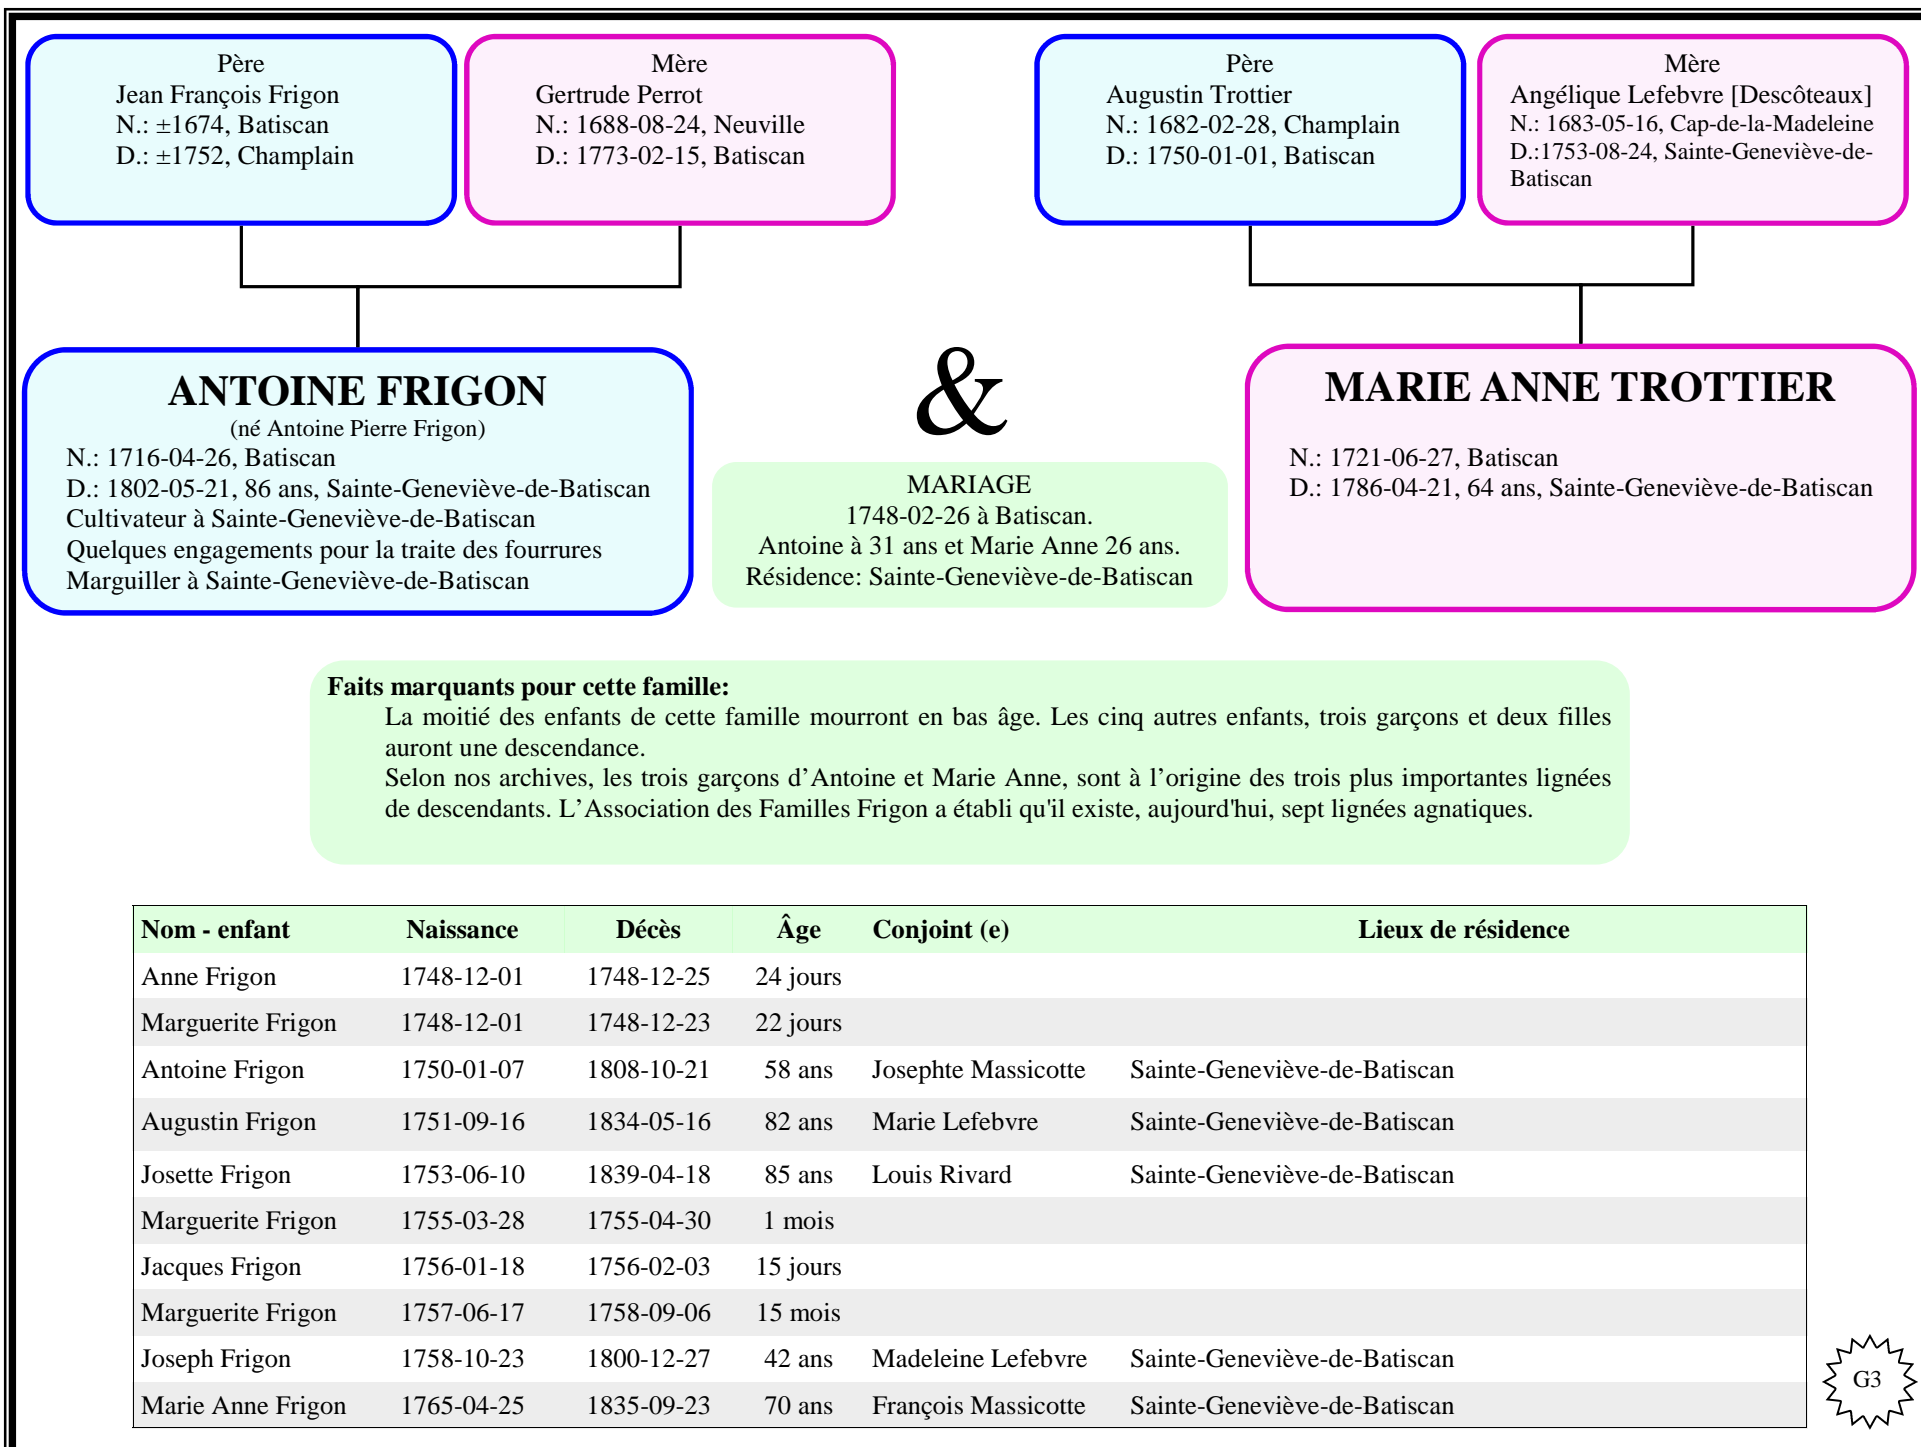 Père
Jean François Frigon
N.: ±1674, Batiscan
D.: ±1752, Champlain
Mère
Gertrude Perrot
N.: 1688-08-24, Neuville
D.: 1773-02-15, Batiscan
Père
Augustin Trottier
N.: 1682-02-28, Champlain
D.: 1750-01-01, Batiscan
Mère
Angélique Lefebvre [Descôteaux]
N.: 1683-05-16, Cap-de-la-Madeleine
D.:1753-08-24, Sainte-Geneviève-de-
Batiscan
ANTOINE FRIGON
(né Antoine Pierre Frigon)
N.: 1716-04-26, Batiscan
D.: 1802-05-21, 86 ans, Sainte-Geneviève-de-Batiscan
Cultivateur à Sainte-Geneviève-de-Batiscan
Quelques engagements pour la traite des fourrures
Marguiller à Sainte-Geneviève-de-Batiscan
&
MARIAGE
1748-02-26 à Batiscan.
Antoine à 31 ans et Marie Anne 26 ans.
Résidence: Sainte-Geneviève-de-Batiscan
MARIE ANNE TROTTIER
N.: 1721-06-27, Batiscan
D.: 1786-04-21, 64 ans, Sainte-Geneviève-de-Batiscan
Faits marquants pour cette famille:
La moitié des enfants de cette famille mourront en bas âge. Les cinq autres enfants, trois garçons et deux filles
auront une descendance.
Selon nos archives, les trois garçons d’Antoine et Marie Anne, sont à l’origine des trois plus importantes lignées
de descendants. L’Association des Familles Frigon a établi qu'il existe, aujourd'hui, sept lignées agnatiques.
Nom - enfant Naissance Décès Âge Conjoint (e) Lieux de résidence
Anne Frigon 1748-12-01 1748-12-25 24 jours
Marguerite Frigon 1748-12-01 1748-12-23 22 jours
Antoine Frigon 1750-01-07 1808-10-21 58 ans Josephte Massicotte Sainte-Geneviève-de-Batiscan
Augustin Frigon 1751-09-16 1834-05-16 82 ans Marie Lefebvre Sainte-Geneviève-de-Batiscan
Josette Frigon 1753-06-10 1839-04-18 85 ans Louis Rivard Sainte-Geneviève-de-Batiscan
Marguerite Frigon 1755-03-28 1755-04-30 1 mois
Jacques Frigon 1756-01-18 1756-02-03 15 jours
Marguerite Frigon 1757-06-17 1758-09-06 15 mois
Joseph Frigon 1758-10-23 1800-12-27 42 ans Madeleine Lefebvre Sainte-Geneviève-de-Batiscan
Marie Anne Frigon 1765-04-25 1835-09-23 70 ans François Massicotte Sainte-Geneviève-de-Batiscan
G3